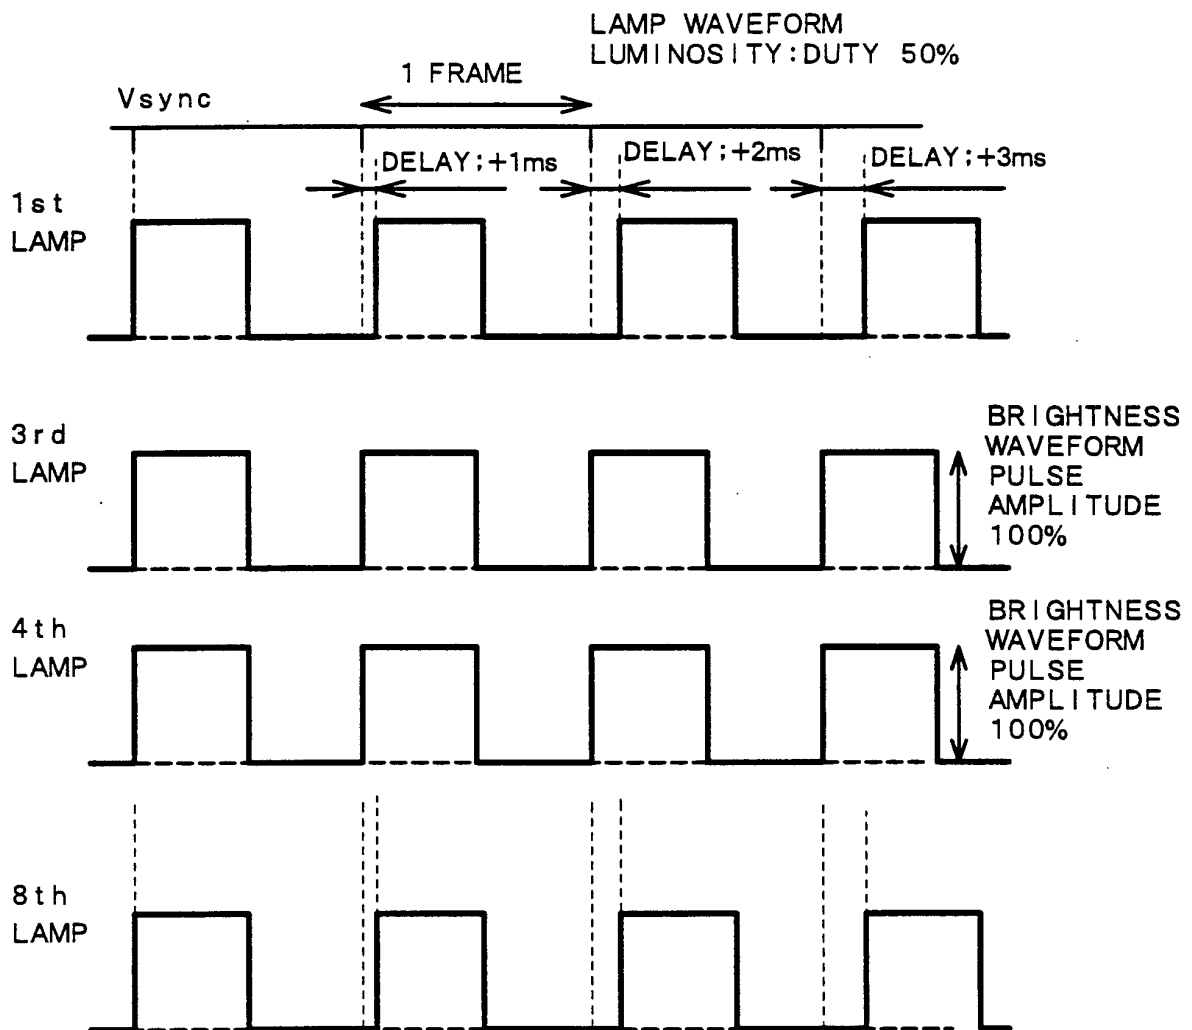 LAMP WAVEFORM
LUMINOSITY:DUTY 50%
1 FRAME
Vsync
DELAY;+1ms
DELAY;+2ms
DELAY;+3ms
1st
LAMP
3rd
LAMP
BRIGHTNESS
WAVEFORM
PULSE
AMPLITUDE
100%
4th
LAMP
BRIGHTNESS
WAVEFORM
PULSE
AMPLITUDE
100%
8th
LAMP